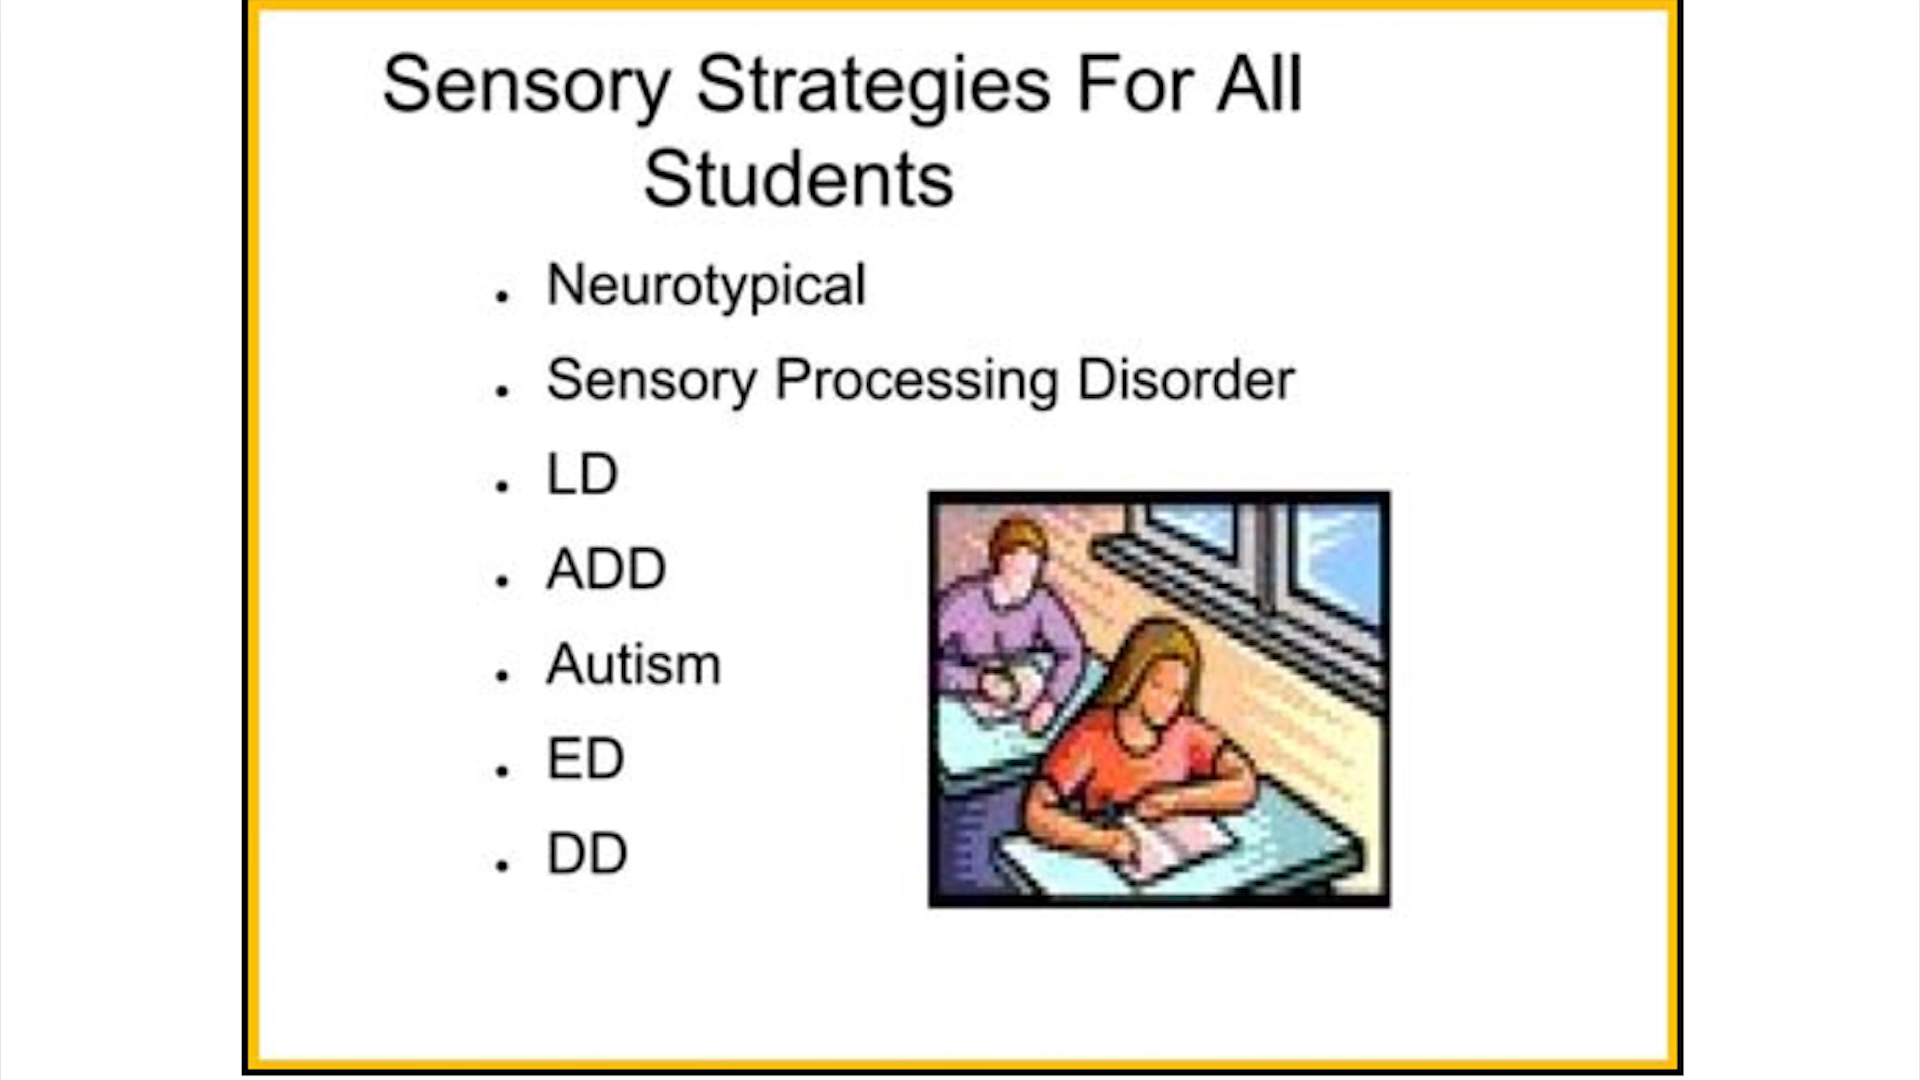 Sensory Strategies For All
Students
• Neurotypical
• Sensory Processing Disorder
• LD
• ADD
• Autism
• ED
• DD